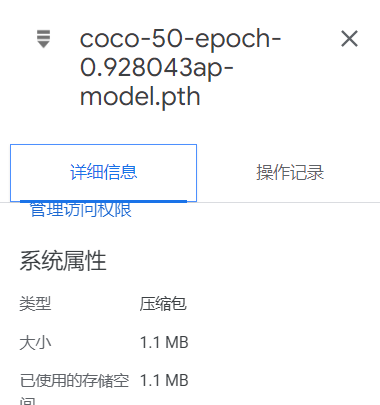 coco-50-epoch-
0.928043ap-
model.pth
详细信息
操作记录
管理访问权限
系统属性
类型 压缩包
大小 1.1 MB
已使用的存储空 1.1 MB
间